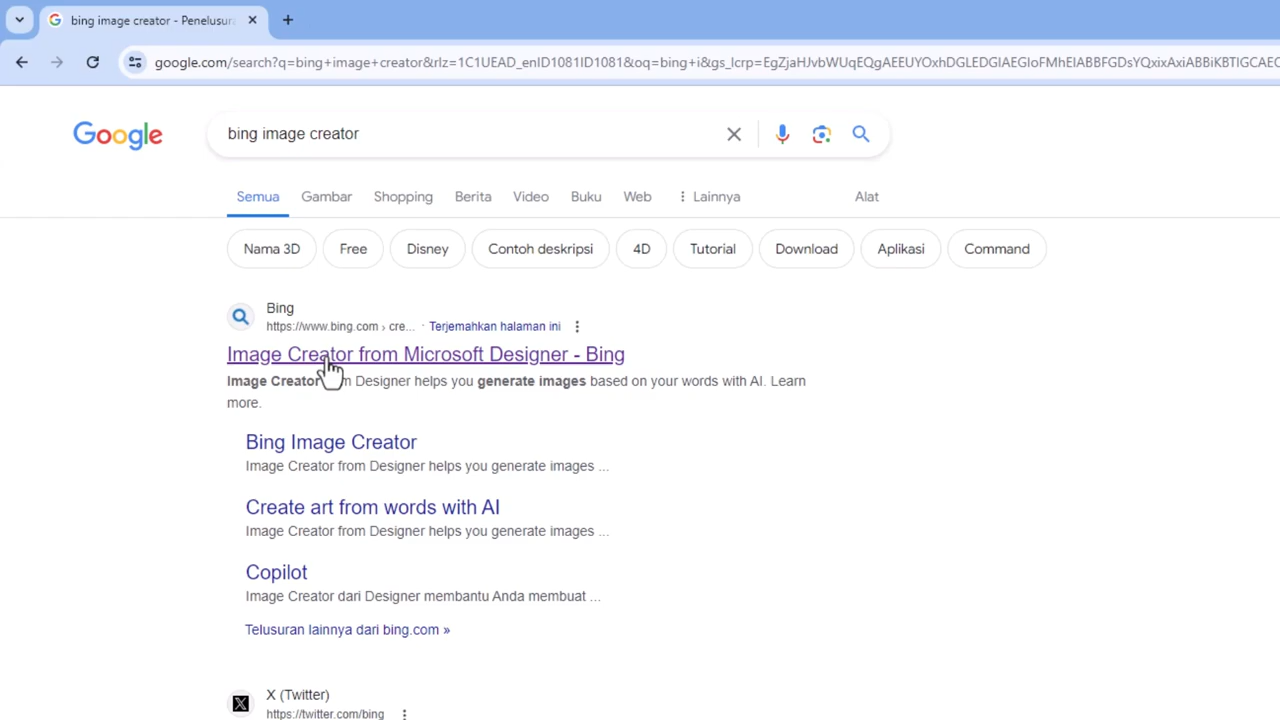 bing image creator - Penelusura
google.com/search?q=bing+image+creator&rlz=1C1UEAD_enID1081ID1081&oq=bing+i&gs_lcrp=EgZjaHJvbWUqEQgAEEUYOxhDGLEDGIAEGIoFMhEIABBFGDsYQxixAxiABBiKBTIGCAEC
Google
bing image creator
Semua Gambar Shopping Berita Video Buku Web Lainnya Alat
Nama 3D Free Disney Contoh deskripsi 4D Tutorial Download Aplikasi Command
Bing
https://www.bing.com › cre... · Terjemahkan halaman ini
Image Creator from Microsoft Designer - Bing
Image Creator from Designer helps you generate images based on your words with AI. Learn
more.
Bing Image Creator
Image Creator from Designer helps you generate images ...
Create art from words with AI
Image Creator from Designer helps you generate images ...
Copilot
Image Creator dari Designer membantu Anda membuat ...
Telusuran lainnya dari bing.com »
X (Twitter)
https://twitter.com/bing